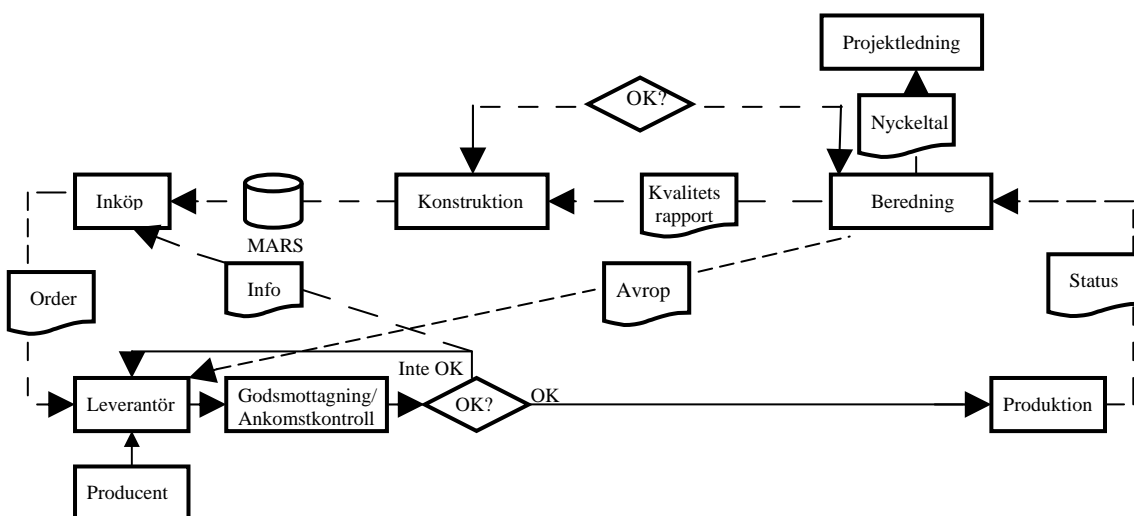 Projektledning
OK?
Nyckeltal
Inköp
MARS
Konstruktion
Kvalitets
rapport
Beredning
Order
Info
Avrop
Status
Inte OK
Leverantör
Godsmottagning/
Ankomstkontroll
OK?
OK
Produktion
Producent